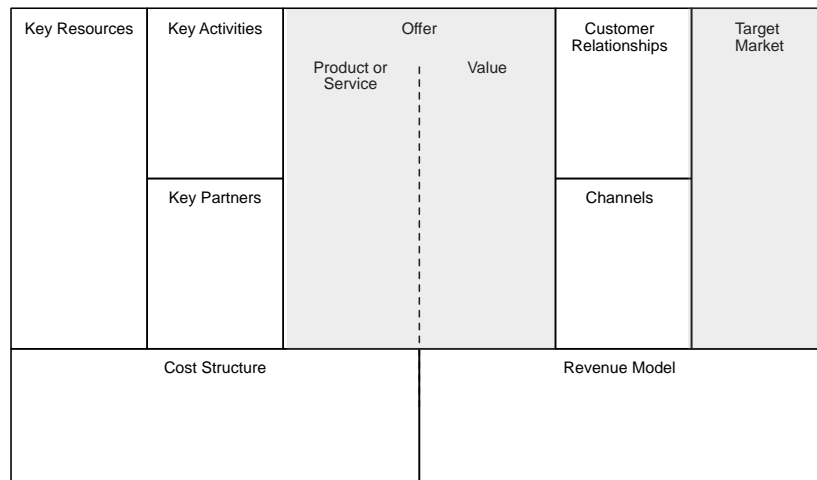 Key Resources
Key Activities
Offer
Product or
Service
Value
Customer
Relationships
Target
Market
Key Partners
Channels
Cost Structure
Revenue Model